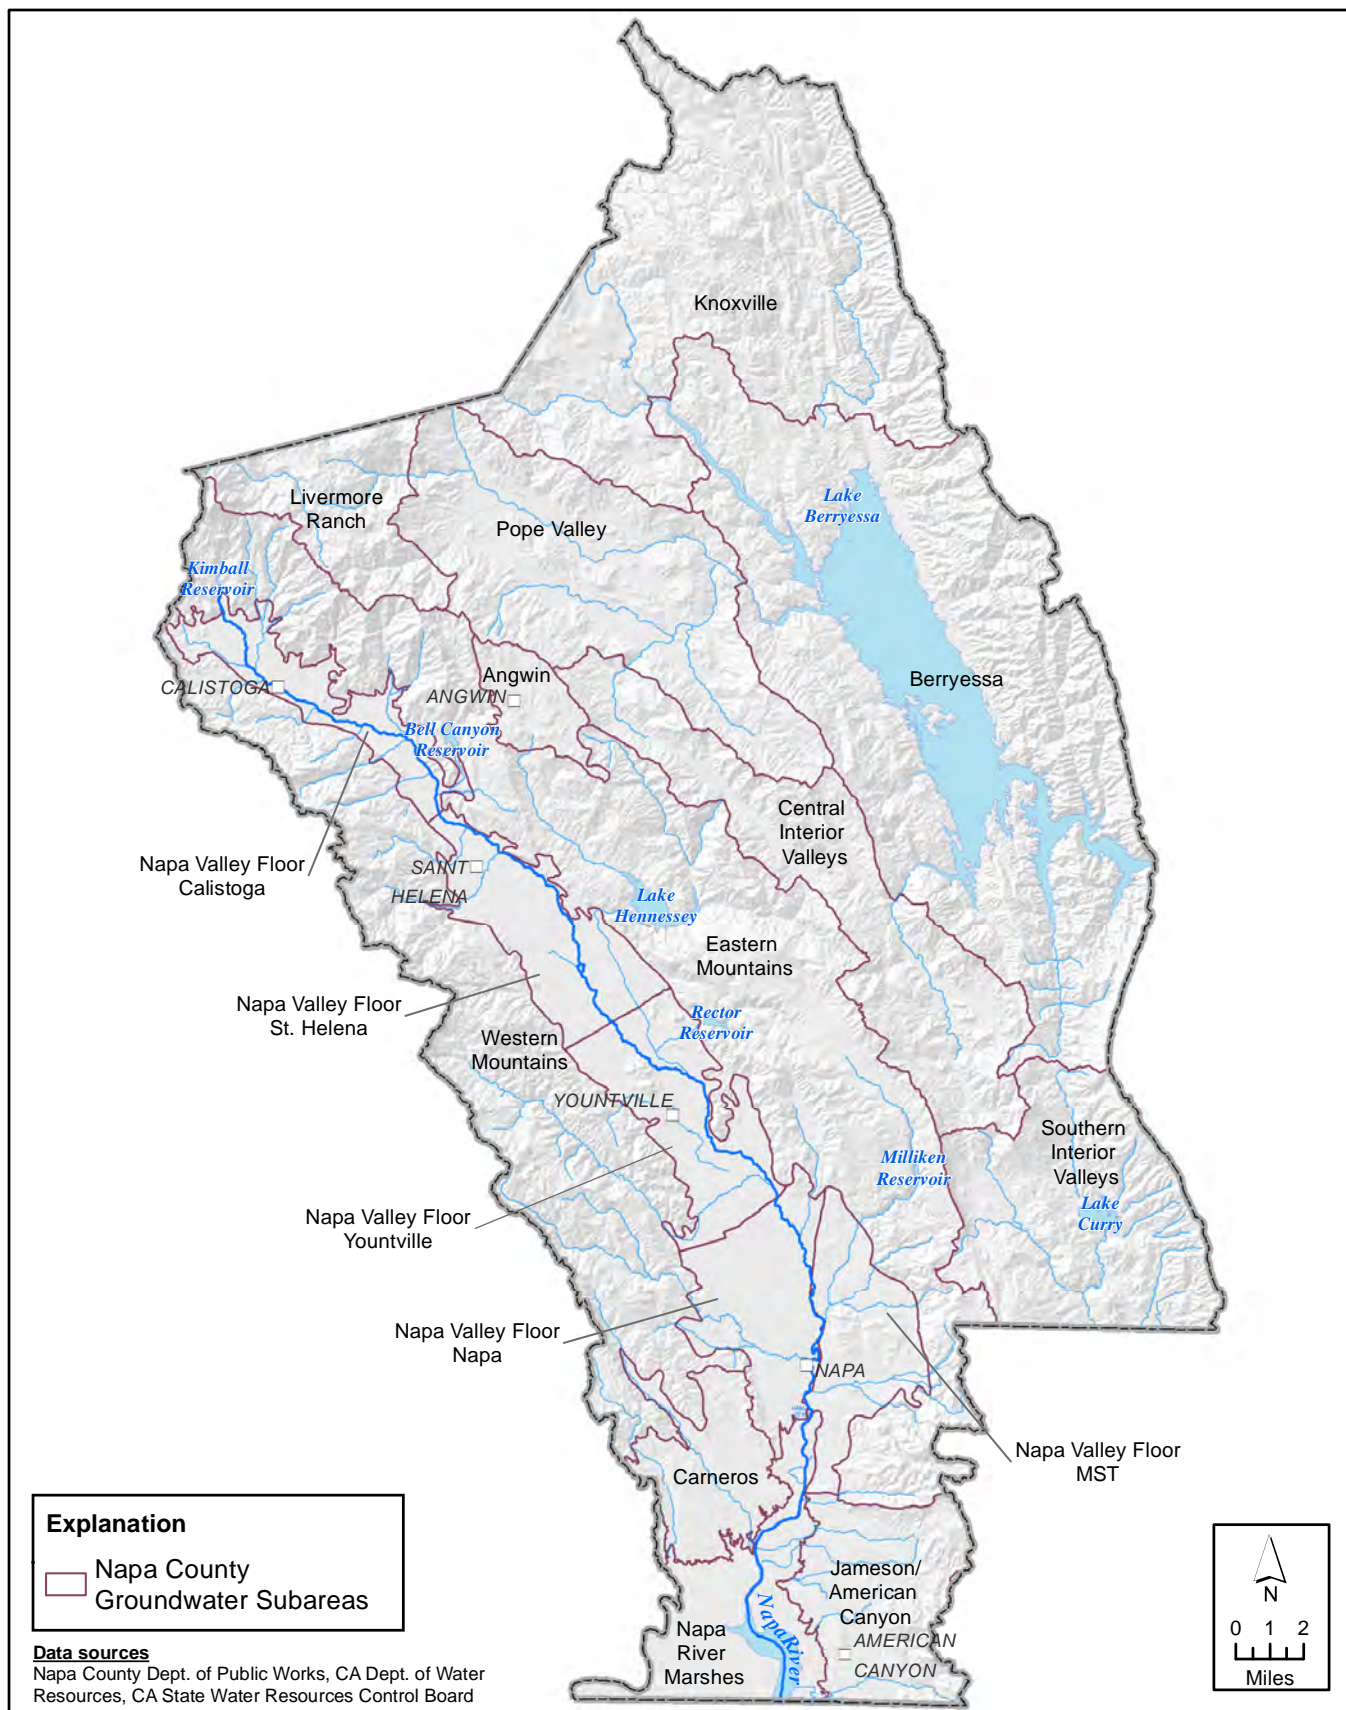 Knoxville
Livermore
Ranch
Pope Valley
Lake
Berryessa
Kimball
Reservoir
Angwin
CALISTOGA
ANGWIN
Berryessa
Bell Canyon
Reservoir
Central
Interior
Valleys
Napa Valley Floor
Calistoga
SAINT
HELENA
Lake
Hennessey
Eastern
Mountains
Napa Valley Floor
St. Helena
Rector
Reservoir
Western
Mountains
YOUNTVILLE
Southern
Interior
Valleys
Milliken
Reservoir
Lake
Curry
Napa Valley Floor
Yountville
Napa Valley Floor
Napa
NAPA
Napa Valley Floor
MST
Carneros
Jameson/
American
Canyon
Napa River
AMERICAN
CANYON
Napa
River
Marshes
Explanation
Napa County
Groundwater Subareas
Data sources
Napa County Dept. of Public Works, CA Dept. of Water
Resources, CA State Water Resources Control Board
N
0 1 2
Miles